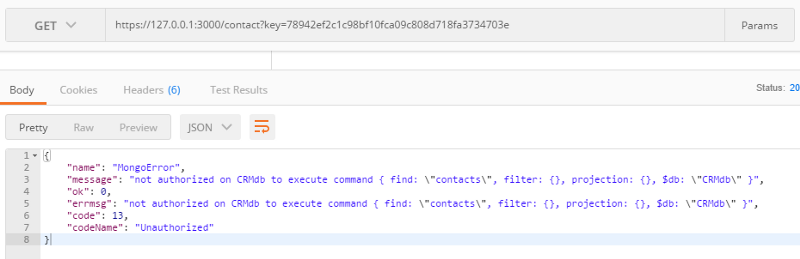 GET https://127.0.0.1:3000/contact?key=78942ef2c1c98bf10fca09c808d718fa3734703e Params
Body Cookies Headers (6) Test Results Status: 20
Pretty Raw Preview JSON
1 {
2 "name": "MongoError",
3 "message": "not authorized on CRMdb to execute command { find: \"contacts\", filter: {}, projection: {}, $db: \"CRMdb\" }",
4 "ok": 0,
5 "errmsg": "not authorized on CRMdb to execute command { find: \"contacts\", filter: {}, projection: {}, $db: \"CRMdb\" }",
6 "code": 13,
7 "codeName": "Unauthorized"
8 }